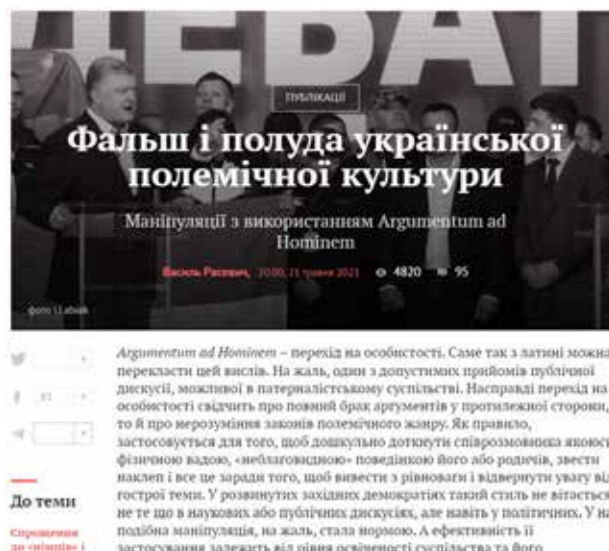 ДЕБАТ
ПУБЛІКАЦІЇ
Фальш і полуда української
полемічної культури
Маніпуляції з використанням Argumentum ad
Hominem
Василь Расевич, 20:00, 21 травня 2021 4820 95
фото
Argumentum ad Hominem – перехід на особистості. Саме так з латині можна
перекласти цей вислів. На жаль, один з допустимих прийомів публічної
дискусії, можливої в патерналістському суспільстві. Насправді перехід на
особистості свідчить про повний брак аргументів у протилежної сторони,
то й про нерозуміння законів полемічного жанру. Як правило,
застосовується для того, щоб дошкульно доткнути співрозмовника якоюсь
фізичною вадою, «неблаговидною» поведінкою його або родичів, звести
наклеп і все це заради того, щоб вивести з рівноваги і відвернути увагу від
гострої теми. У розвинутих західних демократіях такий стиль не вітається
не те що в наукових або публічних дискусіях, але навіть у політичних. У на
подібна маніпуляція, на жаль, стала нормою. А ефективність її
застосування залежить від рівня освіченості суспільства та його
До теми
Спрощення
до «німців» і